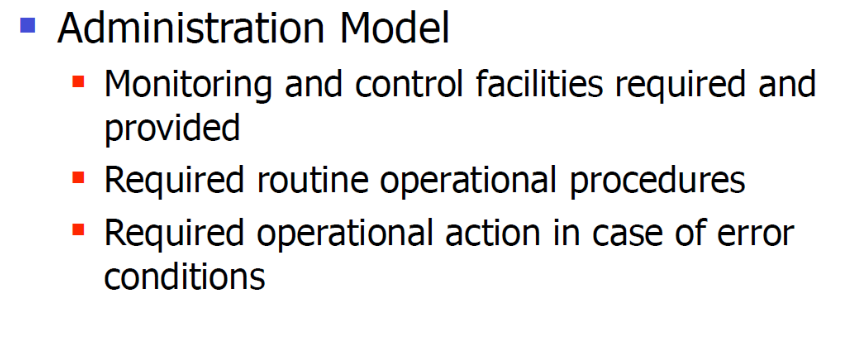 Administration Model
Monitoring and control facilities required and
provided
Required routine operational procedures
Required operational action in case of error
conditions